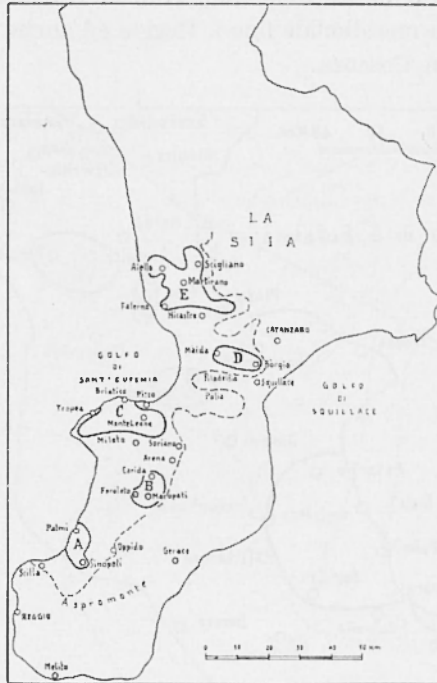 LA
SIIA
Aiello
Scigliano
Martirano
E
Falerna
Nicastro
CATANZARO
Maida
D
Borgia
GOLFO
DI
SANT'EUFEMIA
Squillace
GOLFO
DI
SQUILLACE
Filadelfia
Polia
Briatico
Pizzo
Tropea
C
MonteLeone
Mileto
Soriano
Arena
Cerida
B
Feroleto
Maropati
Palmi
A
Oppido
Sinopoli
Gerace
Scilla
Aspromonte
REGGIO
Melito
0 10 20 30 40 50 km